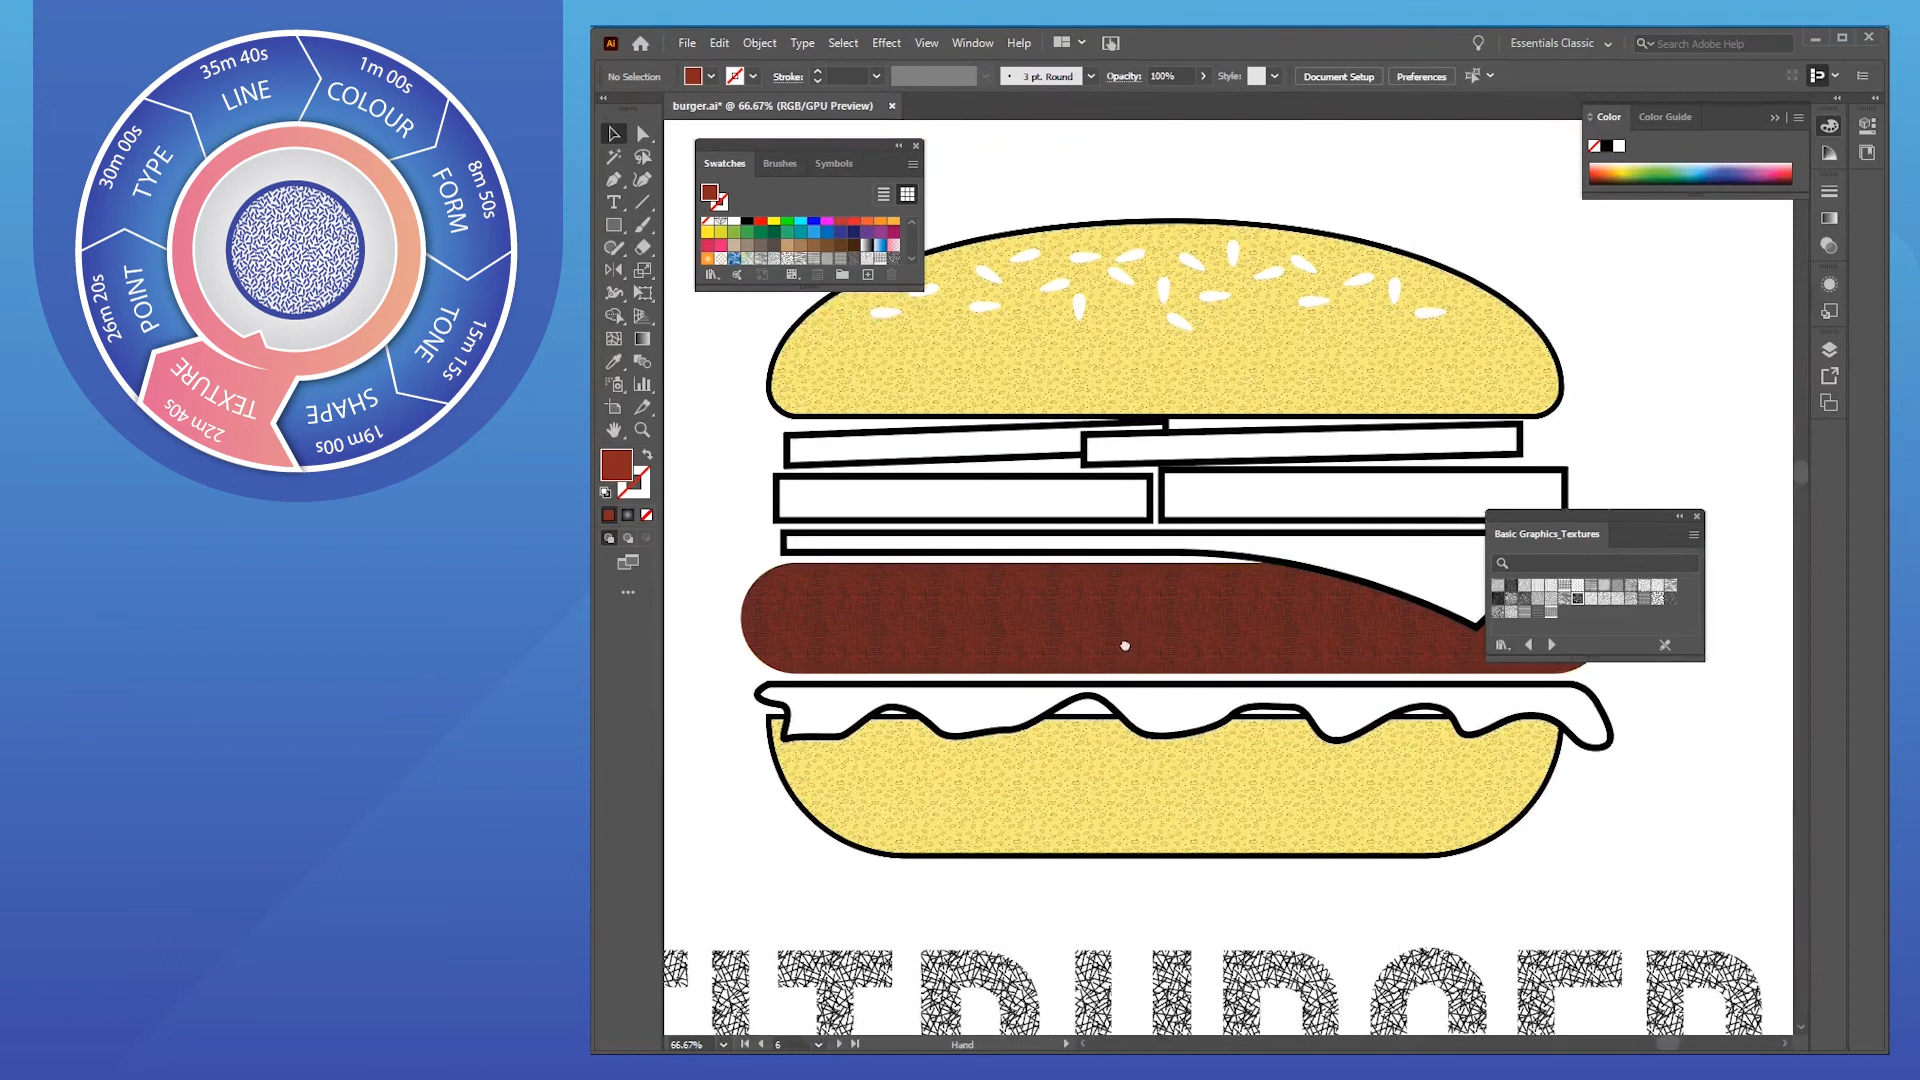 1m 00s
COLOUR
8m 50s
FORM
15m 15s
TONE
19m 00s
SHAPE
22m 40s
TEXTURE
26m 20s
POINT
30m 00s
TYPE
35m 40s
LINE
Ai
File Edit Object Type Select Effect View Window Help
Essentials Classic
Search Adobe Help
No Selection
Stroke:
3 pt. Round
Opacity: 100%
Style:
Document Setup
Preferences
burger.ai* @ 66.67% (RGB/GPU Preview)
Color Color Guide
Swatches Brushes Symbols
Basic Graphics_Textures
66.67%
6
Hand